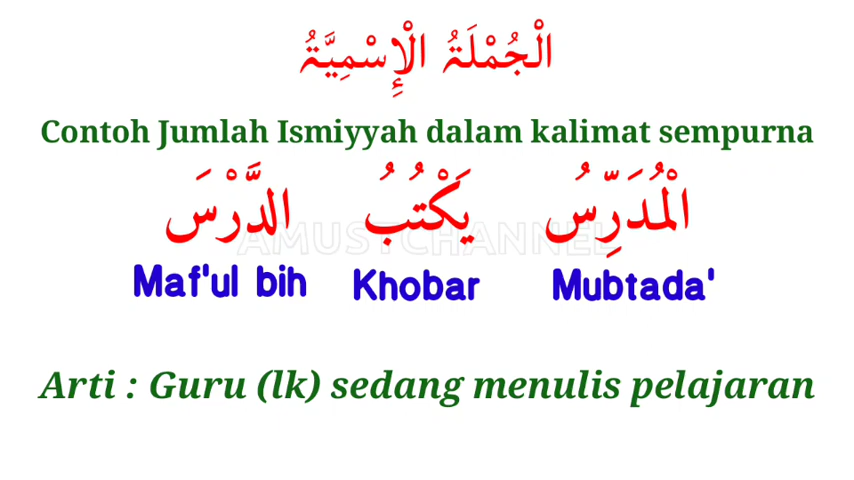 الْجُمْلَةُ الْإِسْمِيَّةُ
Contoh Jumlah Ismiyyah dalam kalimat sempurna
الْمُدَرِّسُ يَكْتُبُ الدَّرْسَ
AMUSTCHANNEL
Maf'ul bih Khobar Mubtada'
Arti : Guru (lk) sedang menulis pelajaran